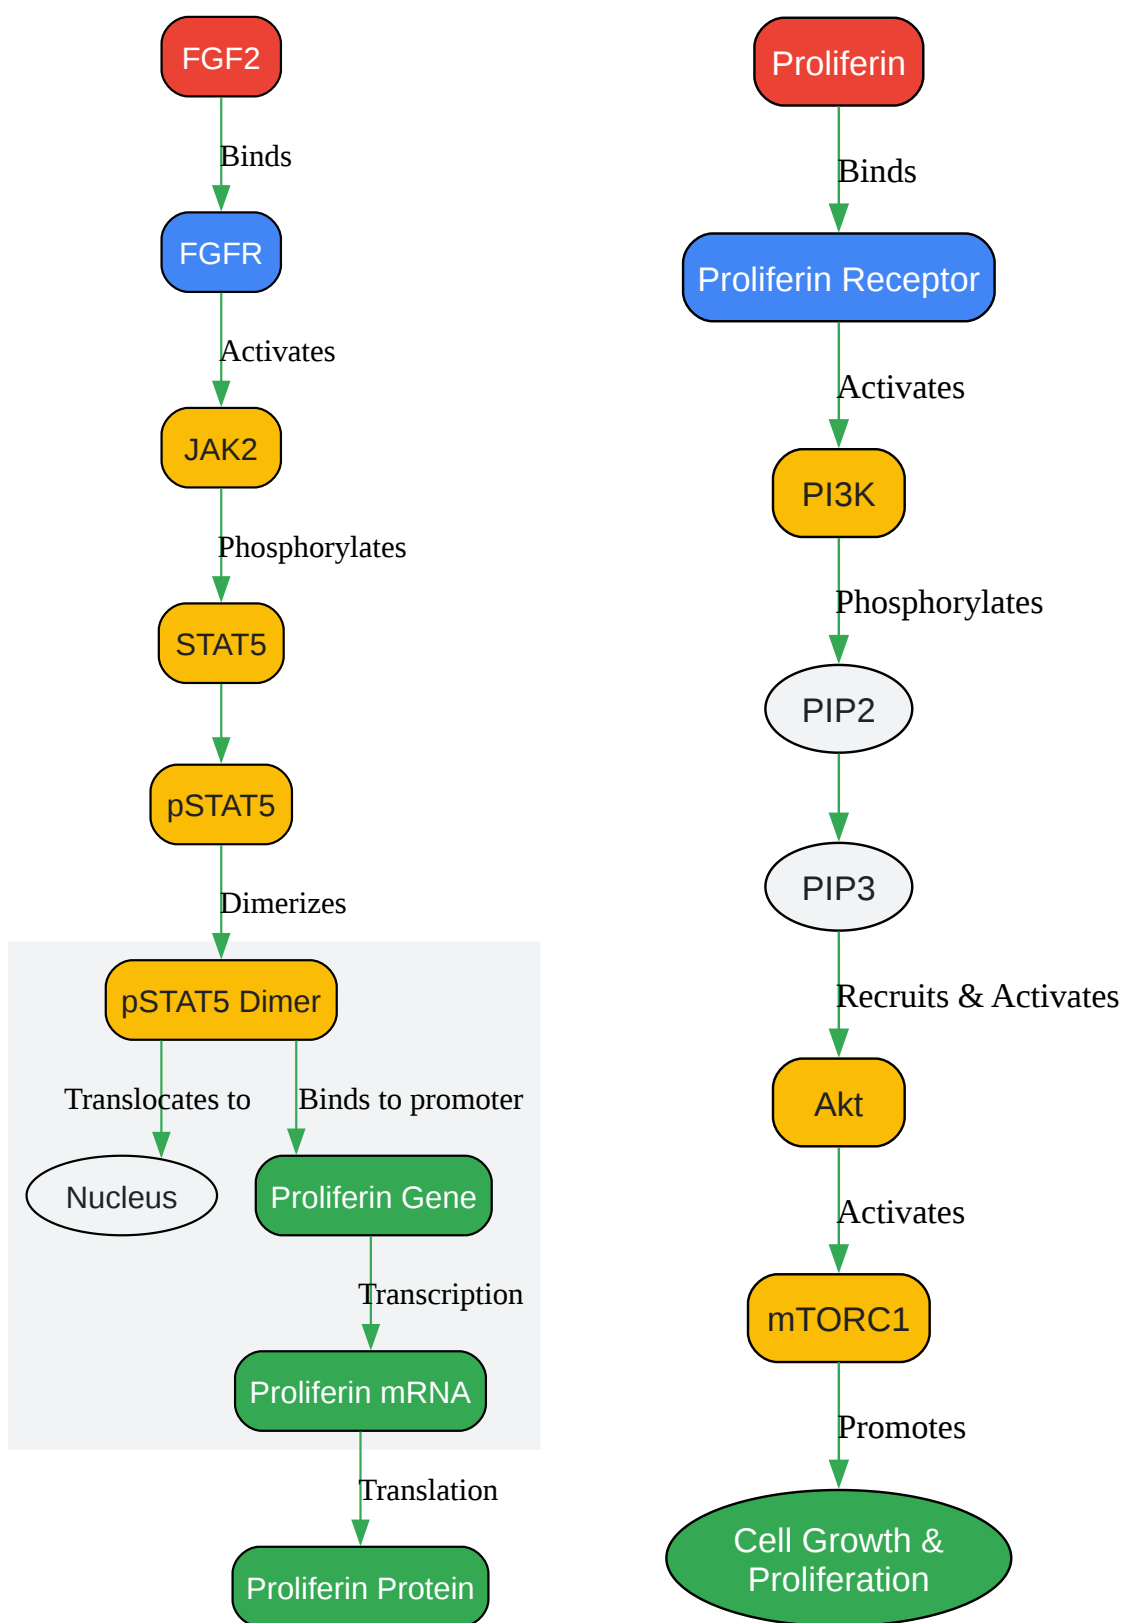 FGF2
Binds
FGFR
Activates
JAK2
Phosphorylates
STAT5
pSTAT5
Dimerizes
pSTAT5 Dimer
Translocates to
Binds to promoter
Nucleus
Proliferin Gene
Transcription
Proliferin mRNA
Translation
Proliferin Protein
Proliferin
Binds
Proliferin Receptor
Activates
PI3K
Phosphorylates
PIP2
PIP3
Recruits & Activates
Akt
Activates
mTORC1
Promotes
Cell Growth &
Proliferation